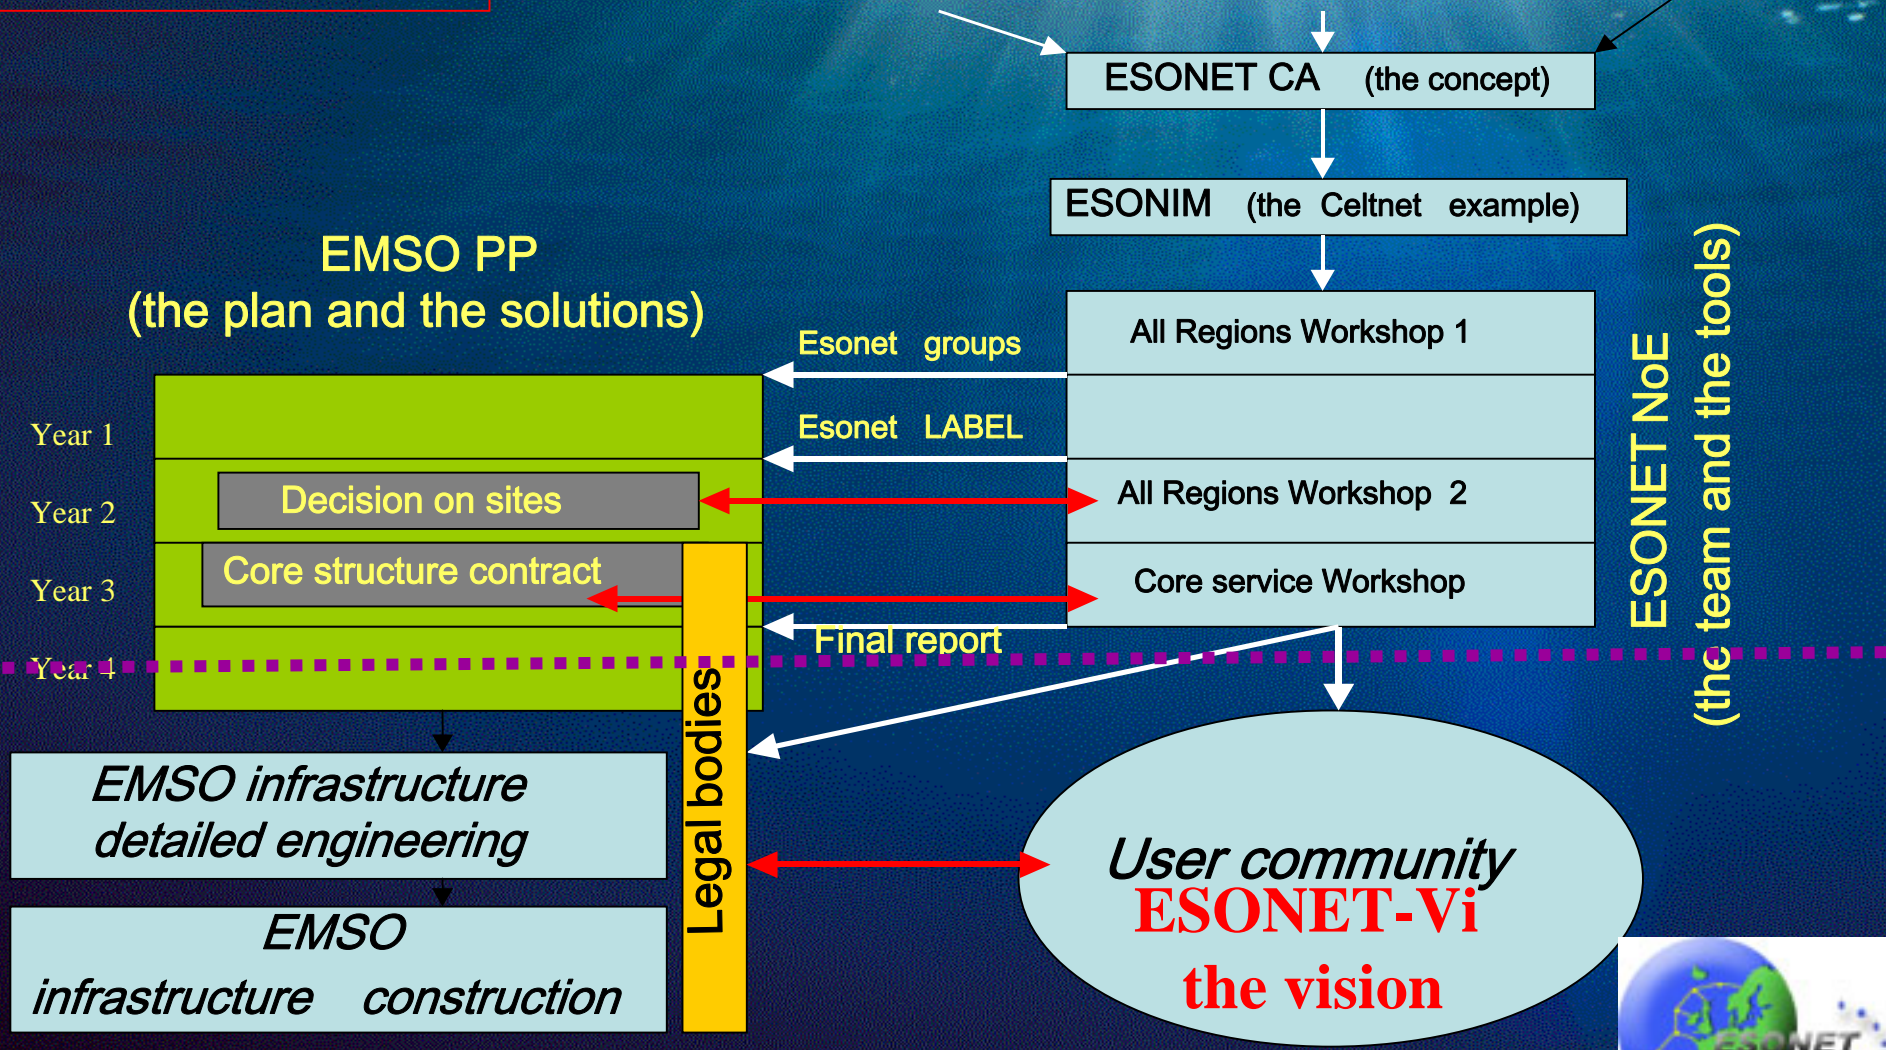 ESONET CA (the concept)
ESONIM (the Celtnet example)
EMSO PP
(the plan and the solutions)
Esonet groups
All Regions Workshop 1
Year 1
Esonet LABEL
Year 2
Decision on sites
All Regions Workshop 2
Year 3
Core structure contract
Core service Workshop
Final report
Year 4
ESONET NoE
(the team and the tools)
Legal bodies
EMSO infrastructure
detailed engineering
EMSO
infrastructure construction
User community
ESONET-Vi
the vision
ESONET